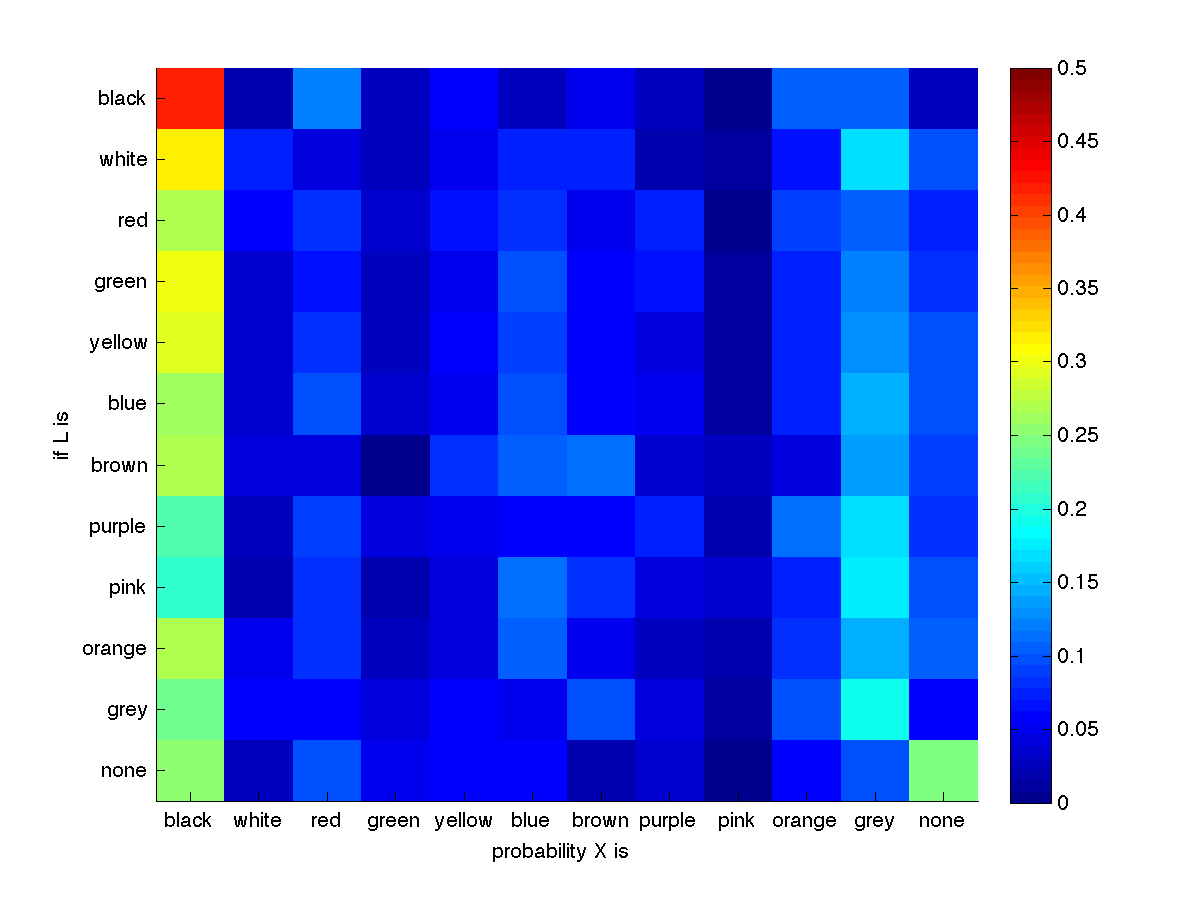 black
white
red
green
yellow
blue
brown
purple
pink
orange
grey
none
if L is
black white red green yellow blue brown purple pink orange grey none
probability X is
0.5
0.45
0.4
0.35
0.3
0.25
0.2
0.15
0.1
0.05
0